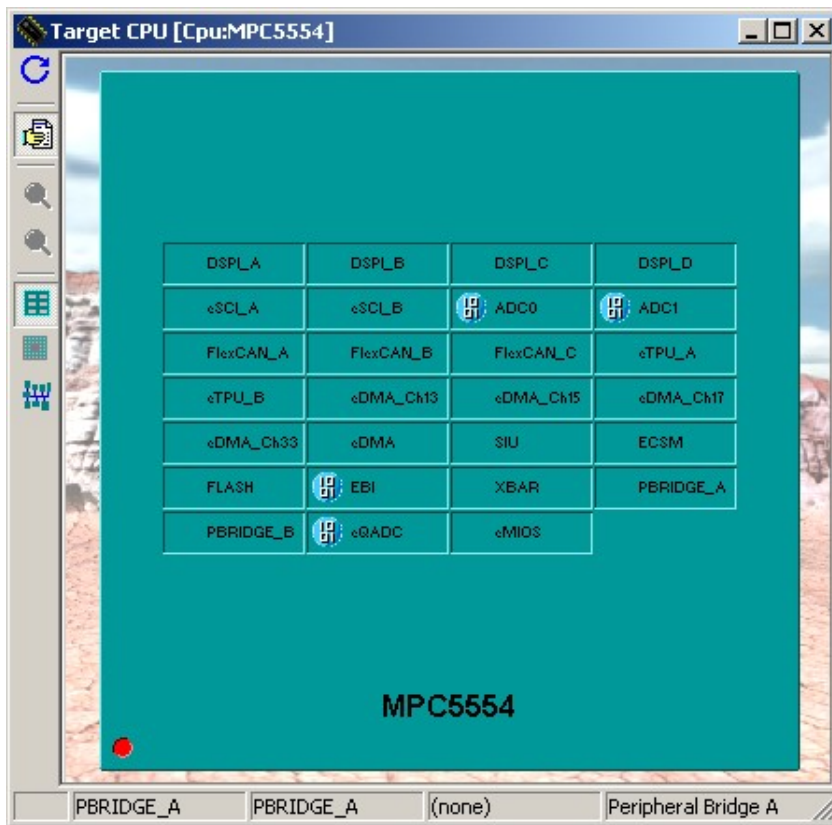 Target CPU [Cpu:MPC5554]
DSPI_A DSPI_B DSPI_C DSPI_D
eSCI_A eSCI_B ADC0 ADC1
FlexCAN_A FlexCAN_B FlexCAN_C eTPU_A
eTPU_B eDMA_Ch13 eDMA_Ch15 eDMA_Ch17
eDMA_Ch33 eDMA SIU ECSM
FLASH EBI XBAR PBRIDGE_A
PBRIDGE_B eQADC eMIOS
MPC5554
PBRIDGE_A PBRIDGE_A (none) Peripheral Bridge A